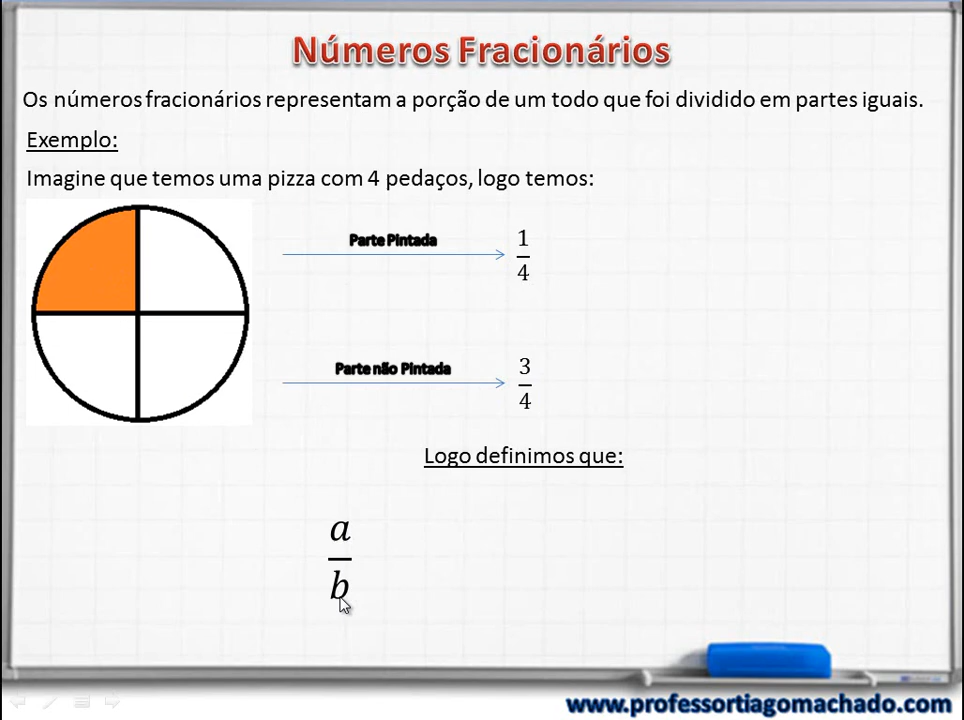 Números Fracionários
Os números fracionários representam a porção de um todo que foi dividido em partes iguais.
Exemplo:
Imagine que temos uma pizza com 4 pedaços, logo temos:
Parte Pintada
1
4
Parte não Pintada
3
4
Logo definimos que:
a
b
www.professortiagomachado.com